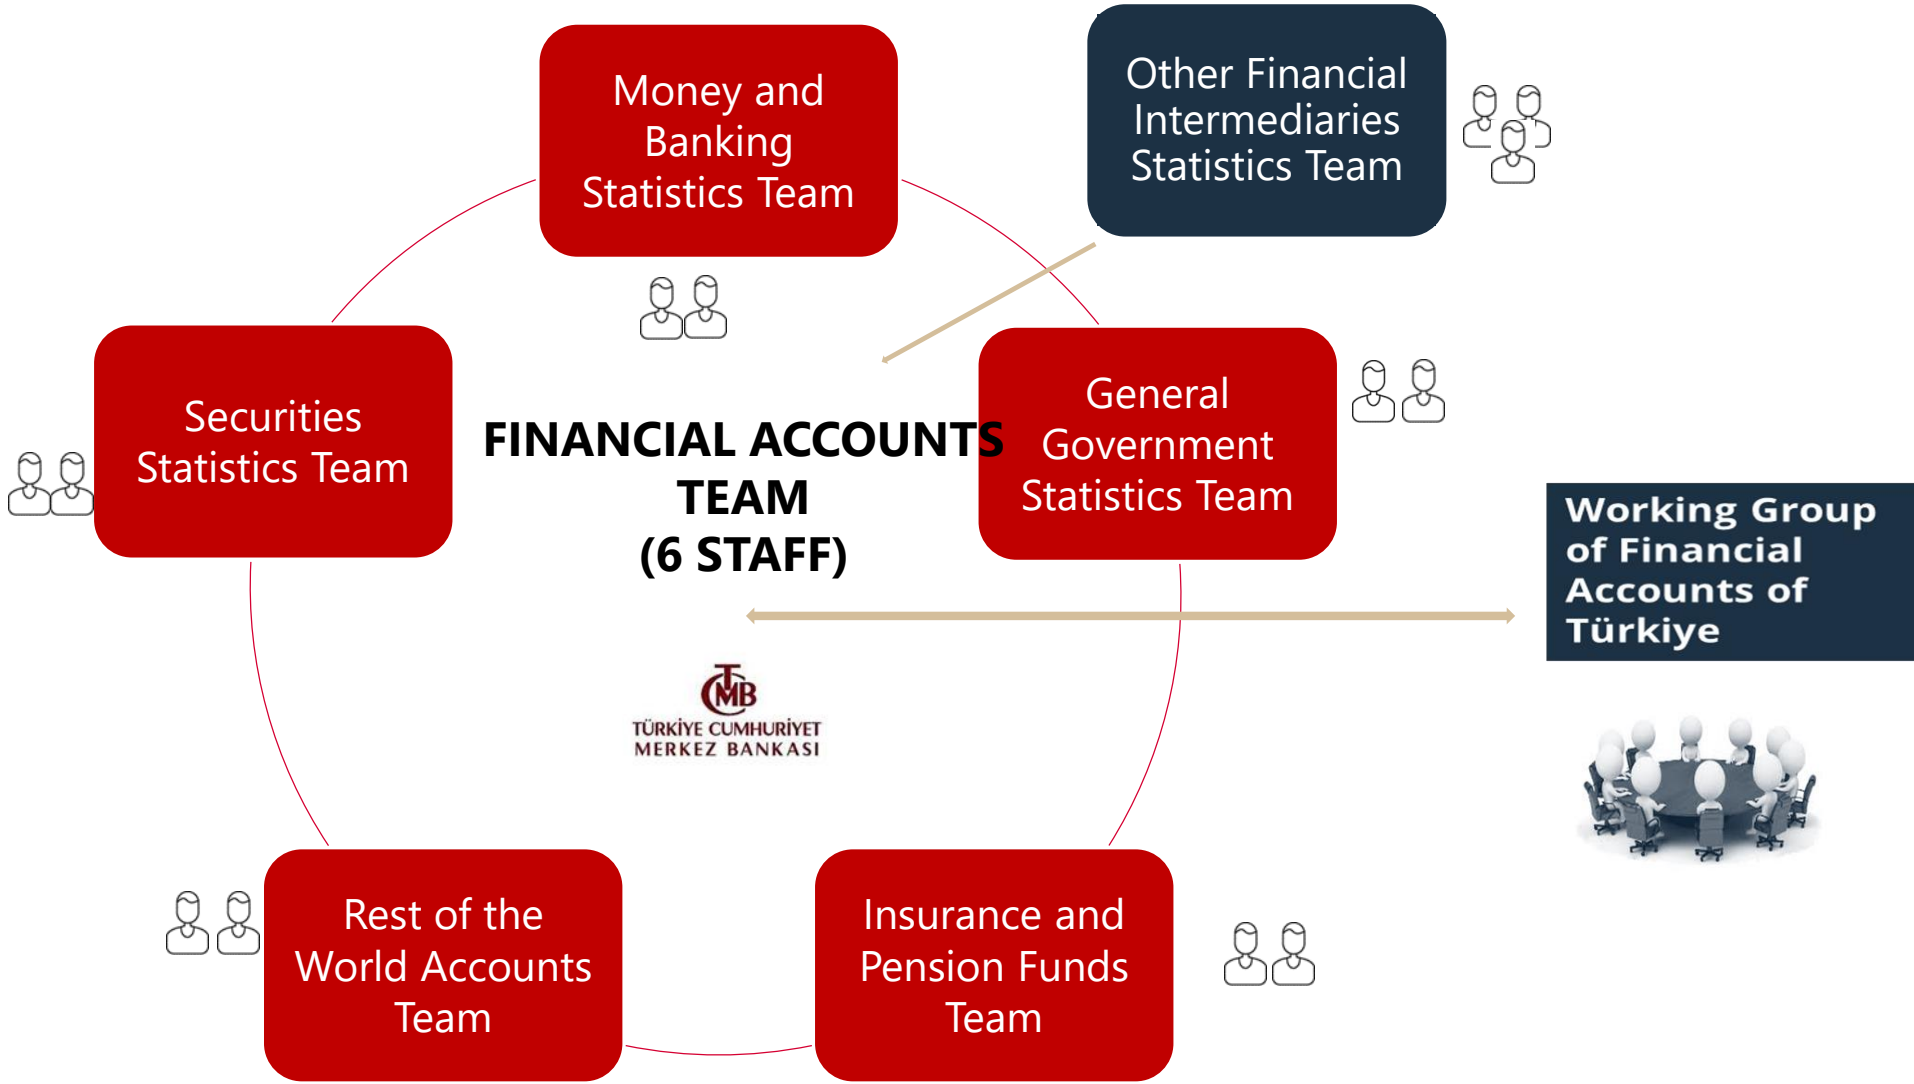 Money and
Banking
Statistics Team
Other Financial
Intermediaries
Statistics Team
Securities
Statistics Team
FINANCIAL ACCOUNTS
TEAM
(6 STAFF)
General
Government
Statistics Team
Working Group
of Financial
Accounts of
Türkiye
TCMB
TÜRKİYE CUMHURİYET
MERKEZ BANKASI
Rest of the
World Accounts
Team
Insurance and
Pension Funds
Team